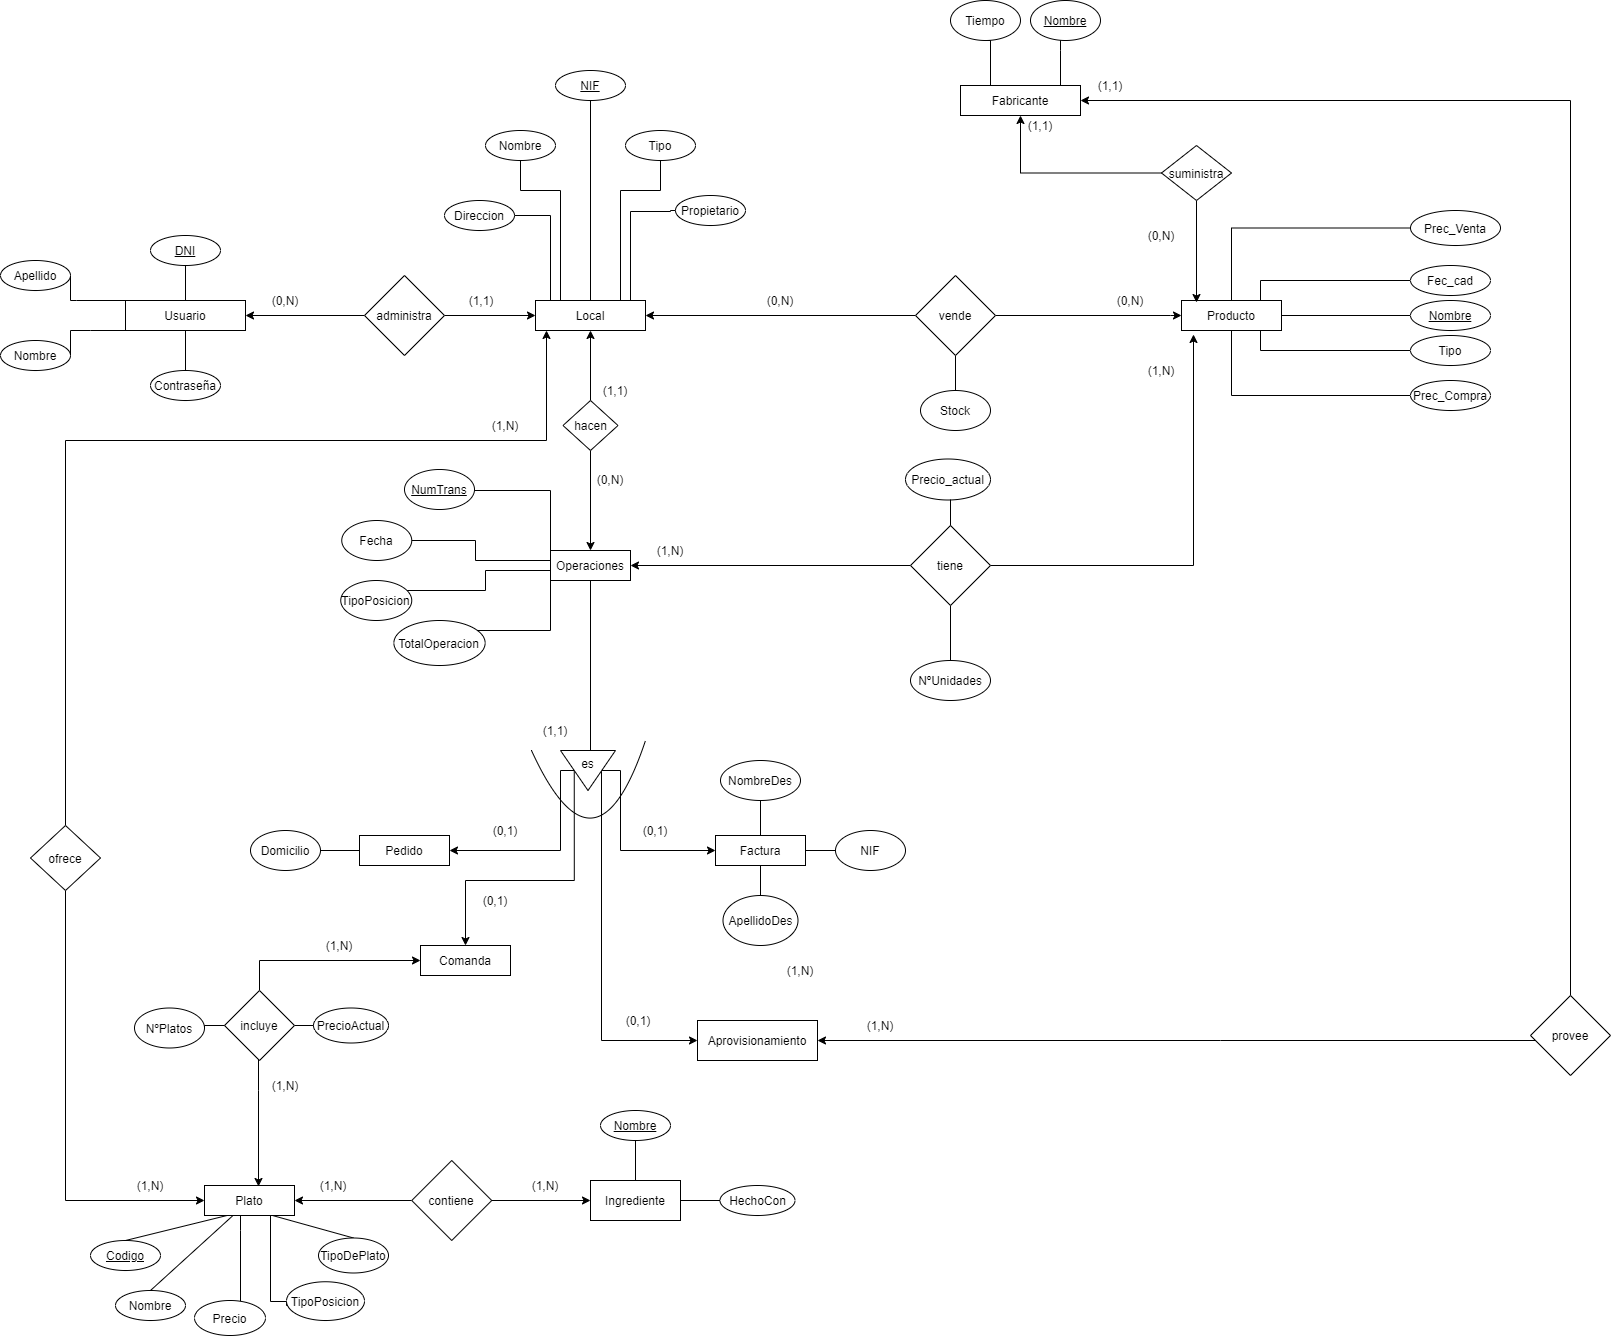 Tiempo
Nombre
Fabricante
(1,1)
(1,1)
NIF
Nombre
Tipo
Direccion
Propietario
suministra
(0,N)
Prec_Venta
Fec_cad
Nombre
Tipo
Prec_Compra
Producto
DNI
Apellido
Usuario
Nombre
Contraseña
(0,N)
administra
(1,1)
Local
(0,N)
vende
(0,N)
Stock
(1,N)
(1,1)
hacen
(0,N)
(1,N)
NumTrans
Fecha
TipoPosicion
TotalOperacion
Operaciones
(1,N)
Precio_actual
tiene
NºUnidades
(1,1)
es
NombreDes
Domicilio
Pedido
(0,1)
(0,1)
Factura
NIF
ApellidoDes
ofrece
(0,1)
(1,N)
Comanda
(1,N)
NºPlatos
incluye
PrecioActual
(0,1)
Aprovisionamiento
(1,N)
provee
(1,N)
Nombre
(1,N)
Plato
(1,N)
contiene
(1,N)
Ingrediente
HechoCon
Codigo
TipoDePlato
Nombre
Precio
TipoPosicion